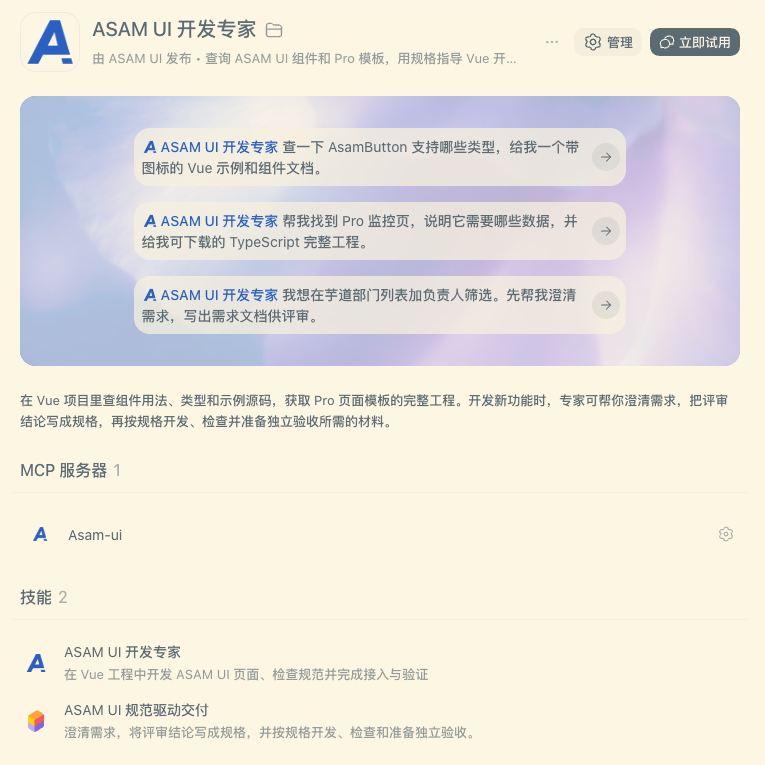 ASAM UI 开发专家
由 ASAM UI 发布 · 查询 ASAM UI 组件和 Pro 模板，用规格指导 Vue 开...
管理
立即试用
ASAM UI 开发专家 查一下 AsamButton 支持哪些类型，给我一个带
图标的 Vue 示例和组件文档。
ASAM UI 开发专家 帮我找到 Pro 监控页，说明它需要哪些数据，并
给我可下载的 TypeScript 完整工程。
ASAM UI 开发专家 我想在芋道部门列表加负责人筛选。先帮我澄清
需求，写出需求文档供评审。
在 Vue 项目里查组件用法、类型和示例源码，获取 Pro 页面模板的完整工程。开发新功能时，专家可帮你澄清需求，把评审
结论写成规格，再按规格开发、检查并准备独立验收所需的材料。
MCP 服务器 1
Asam-ui
技能 2
ASAM UI 开发专家
在 Vue 工程中开发 ASAM UI 页面、检查规范并完成接入与验证
ASAM UI 规范驱动交付
澄清需求，将评审结论写成规格，并按规格开发、检查和准备独立验收。